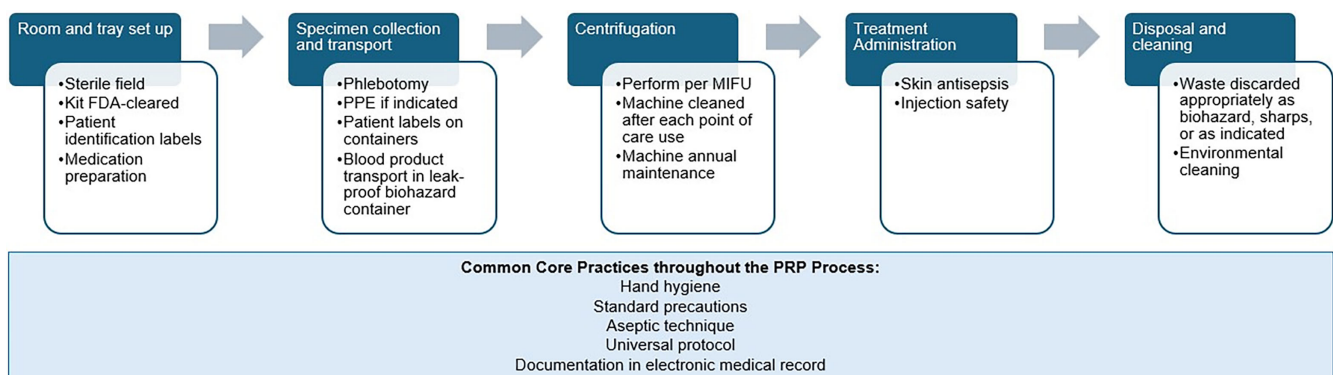 Room and tray set up
•Sterile field
•Kit FDA-cleared
•Patient
identification labels
•Medication
preparation
Specimen collection
and transport
•Phlebotomy
•PPE if indicated
•Patient labels on
containers
•Blood product
transport in leak-
proof biohazard
container
Centrifugation
•Perform per MIFU
•Machine cleaned
after each point of
care use
•Machine annual
maintenance
Treatment
Administration
•Skin antisepsis
•Injection safety
Disposal and
cleaning
•Waste discarded
appropriately as
biohazard, sharps,
or as indicated
•Environmental
cleaning
Common Core Practices throughout the PRP Process:
Hand hygiene
Standard precautions
Aseptic technique
Universal protocol
Documentation in electronic medical record